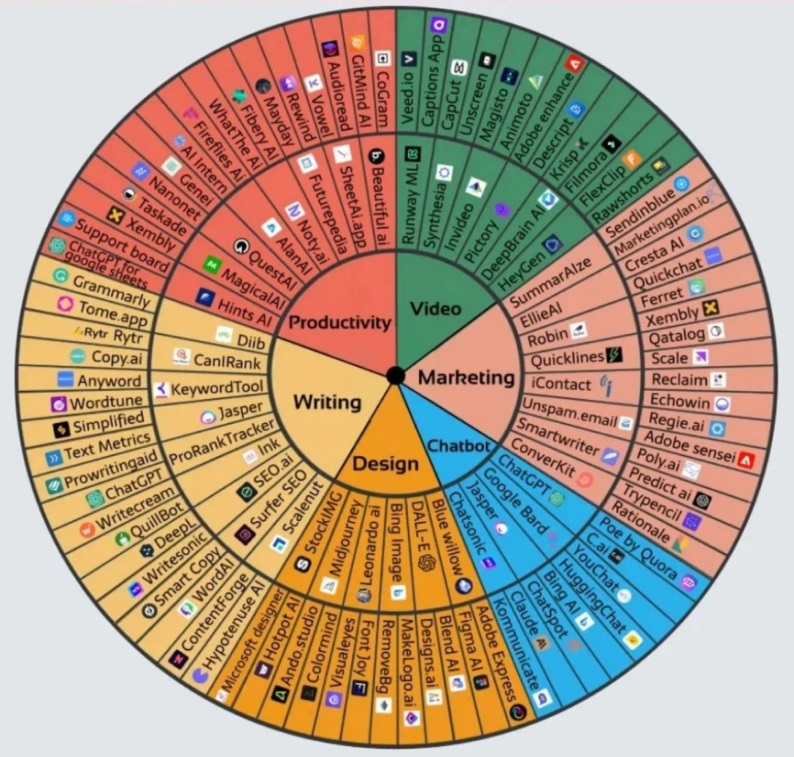 Productivity
Video
Marketing
Chatbot
Design
Writing
Runway ML
Synthesia
Invideo
Pictory
DeepBrain AI
HeyGen
Veed.io
Captions App
CapCut
Unscreen
Magisto
Animoto
Adobe enhance
Descript
Krisp
Filmora
FlexClip
Rawshorts
SummarAIze
EllieAI
Robin
Quicklines
iContact
Unspam.email
Smartwriter
ConverKit
Sendinblue
Marketingplan.io
Cresta AI
Quickchat
Ferret
Xembly
Qatalog
Scale
Reclaim
Echowin
Regie.ai
Adobe sensei
Poly.ai
Predict ai
Trypencil
Rationale
ChatGPT
Google Bard
Jasper
Chatsonic
Poe by Quora
Cai
YouChat
HuggingChat
Bing AI
ChatSpot
Claude AI
Kommunicate
Blue willow
DALL-E
Bing Image
Leonardo ai
Midjourney
StockIMG
Adobe Express
Figma AI
Blend AI
Designs.ai
MakeLogo.ai
RemoveBg
Font Joy
Visualeyes
Colormind
Ando.studio
Hotpot AI
Microsoft designer
Scalenut
Surfer SEO
SEO.ai
Ink
ProRankTracker
Jasper
KeywordTool
CanIRank
Diib
Hypotenuse AI
ContentForge
WordAI
Smart Copy
Writesonic
DeepL
QuillBot
Writecream
ChatGPT
Prowritingaid
Text Metrics
Simplified
Wordtune
Anyword
Copy.ai
Rytr Rytr
Tome.app
Grammarly
Hints AI
MagicalAI
QuestAI
AlanAI
Notyai
Futurepedia
SheetAi.app
Beautiful ai
ChatGPT for
google sheets
Support board
Xembly
Taskade
Nanonet
Genei
AI Intern
Fireflies Ai
WhatThe AI
Fibery AI
Mayday
Rewind
Vowel
Audioread
GitMind AI
CoGram